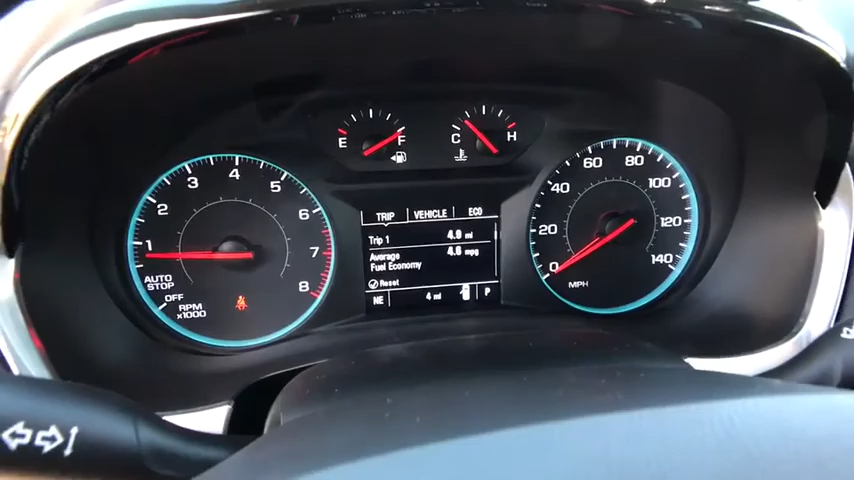 E F
C H
1 2 3 4 5 6 7 8
AUTO
STOP
OFF
RPM
x1000
TRIP VEHICLE ECO
Trip 1 4.9 mi
Average 4.6 mpg
Fuel Economy
Reset
NE 4 mi P
0 20 40 60 80 100 120 140
MPH